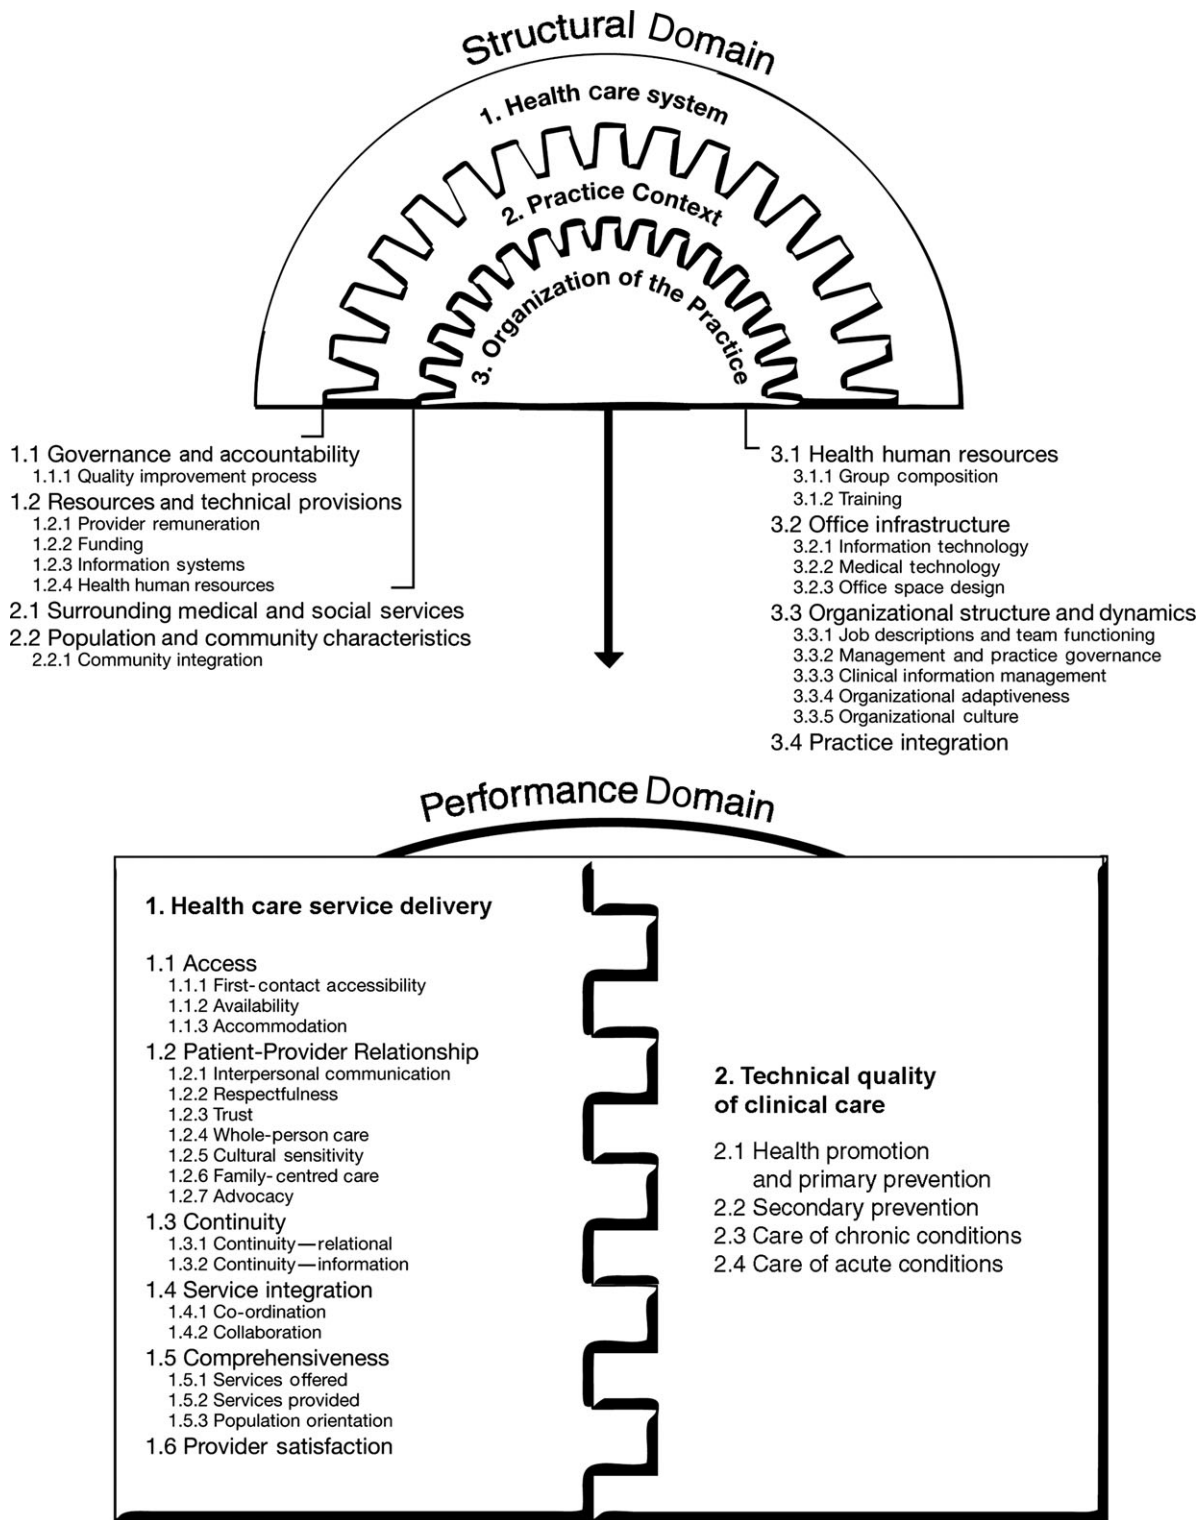 Structural Domain
1. Health care system
2. Practice Context
3. Organization of the Practice
1.1 Governance and accountability
1.1.1 Quality improvement process
1.2 Resources and technical provisions
1.2.1 Provider remuneration
1.2.2 Funding
1.2.3 Information systems
1.2.4 Health human resources
2.1 Surrounding medical and social services
2.2 Population and community characteristics
2.2.1 Community integration
3.1 Health human resources
3.1.1 Group composition
3.1.2 Training
3.2 Office infrastructure
3.2.1 Information technology
3.2.2 Medical technology
3.2.3 Office space design
3.3 Organizational structure and dynamics
3.3.1 Job descriptions and team functioning
3.3.2 Management and practice governance
3.3.3 Clinical information management
3.3.4 Organizational adaptiveness
3.3.5 Organizational culture
3.4 Practice integration
Performance Domain
1. Health care service delivery
1.1 Access
1.1.1 First-contact accessibility
1.1.2 Availability
1.1.3 Accommodation
1.2 Patient-Provider Relationship
1.2.1 Interpersonal communication
1.2.2 Respectfulness
1.2.3 Trust
1.2.4 Whole-person care
1.2.5 Cultural sensitivity
1.2.6 Family-centred care
1.2.7 Advocacy
1.3 Continuity
1.3.1 Continuity—relational
1.3.2 Continuity—information
1.4 Service integration
1.4.1 Co-ordination
1.4.2 Collaboration
1.5 Comprehensiveness
1.5.1 Services offered
1.5.2 Services provided
1.5.3 Population orientation
1.6 Provider satisfaction
2. Technical quality
of clinical care
2.1 Health promotion
and primary prevention
2.2 Secondary prevention
2.3 Care of chronic conditions
2.4 Care of acute conditions